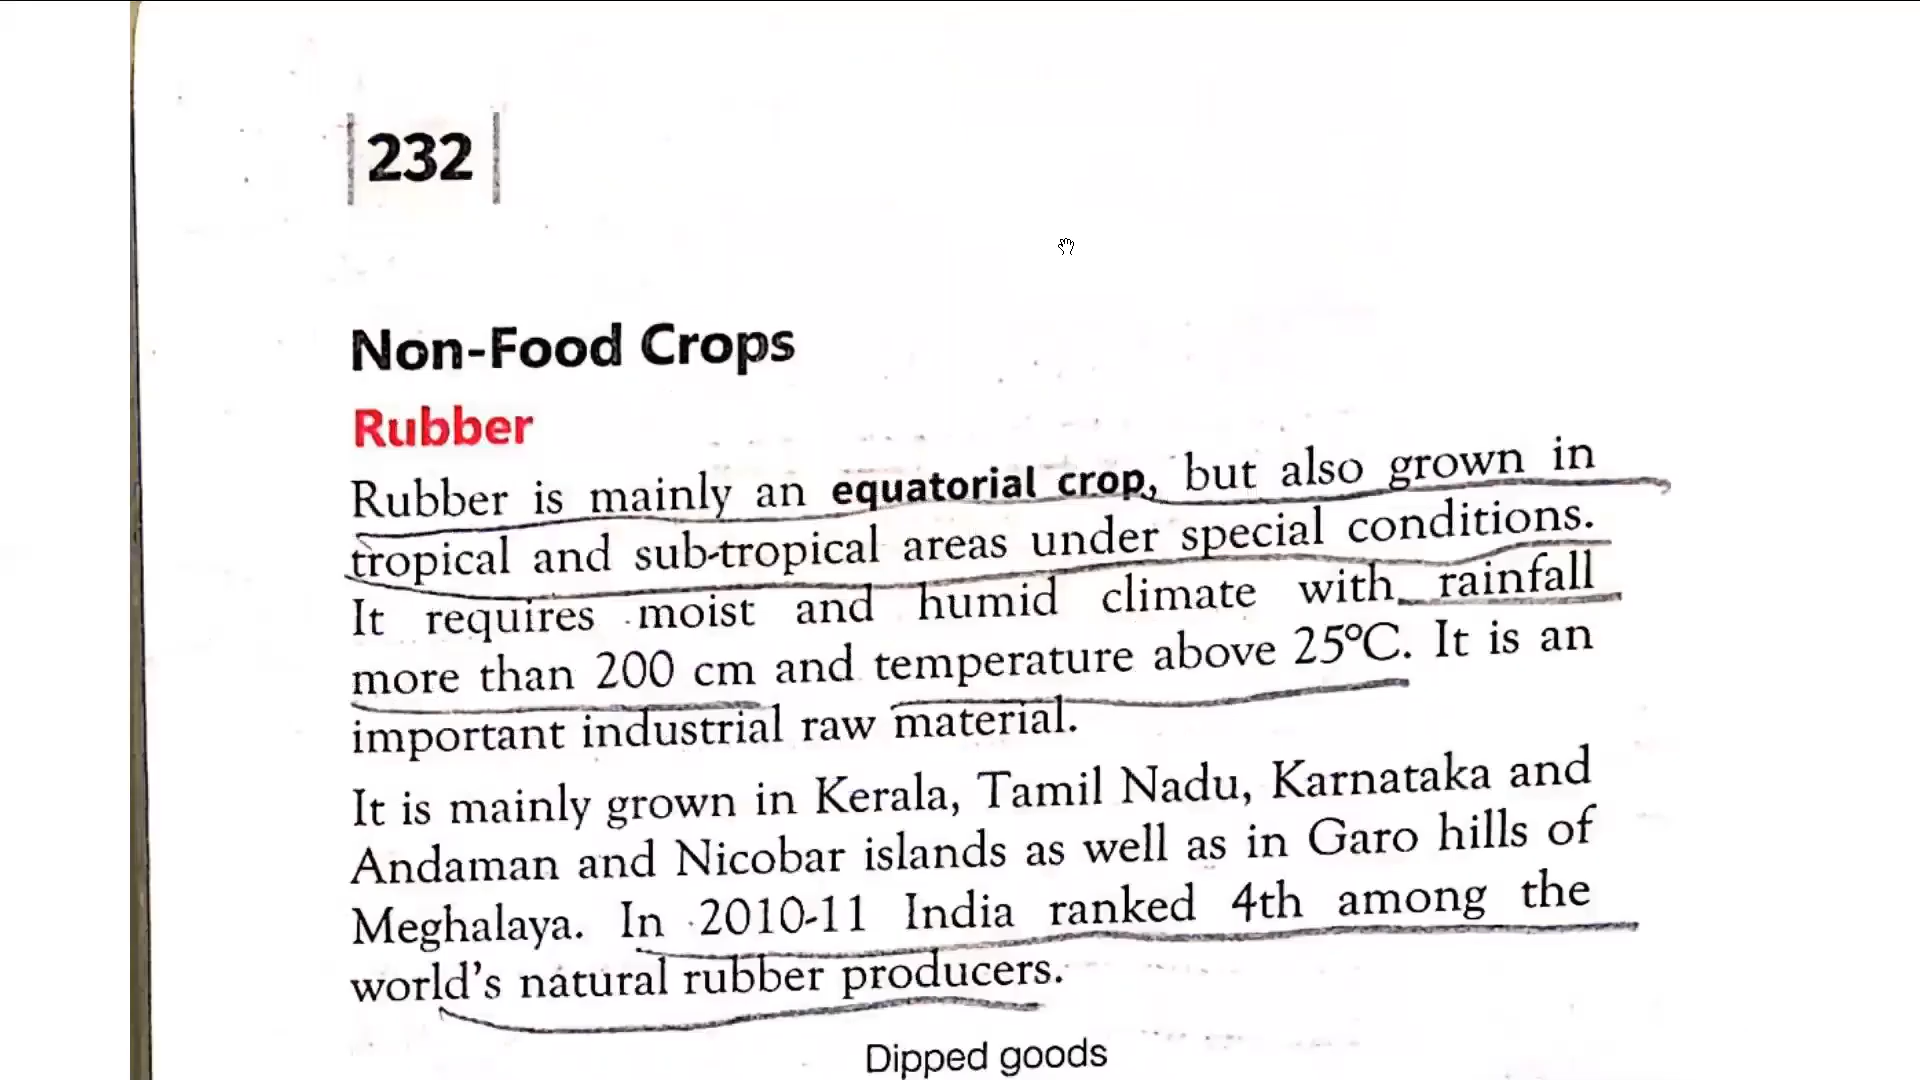 232
Non-Food Crops
Rubber
Rubber is mainly an equatorial crop, but also grown in
tropical and sub-tropical areas under special conditions.
It requires moist and humid climate with rainfall
more than 200 cm and temperature above 25°C. It is an
important industrial raw material.
It is mainly grown in Kerala, Tamil Nadu, Karnataka and
Andaman and Nicobar islands as well as in Garo hills of
Meghalaya. In 2010-11 India ranked 4th among the
world's natural rubber producers.
Dipped goods